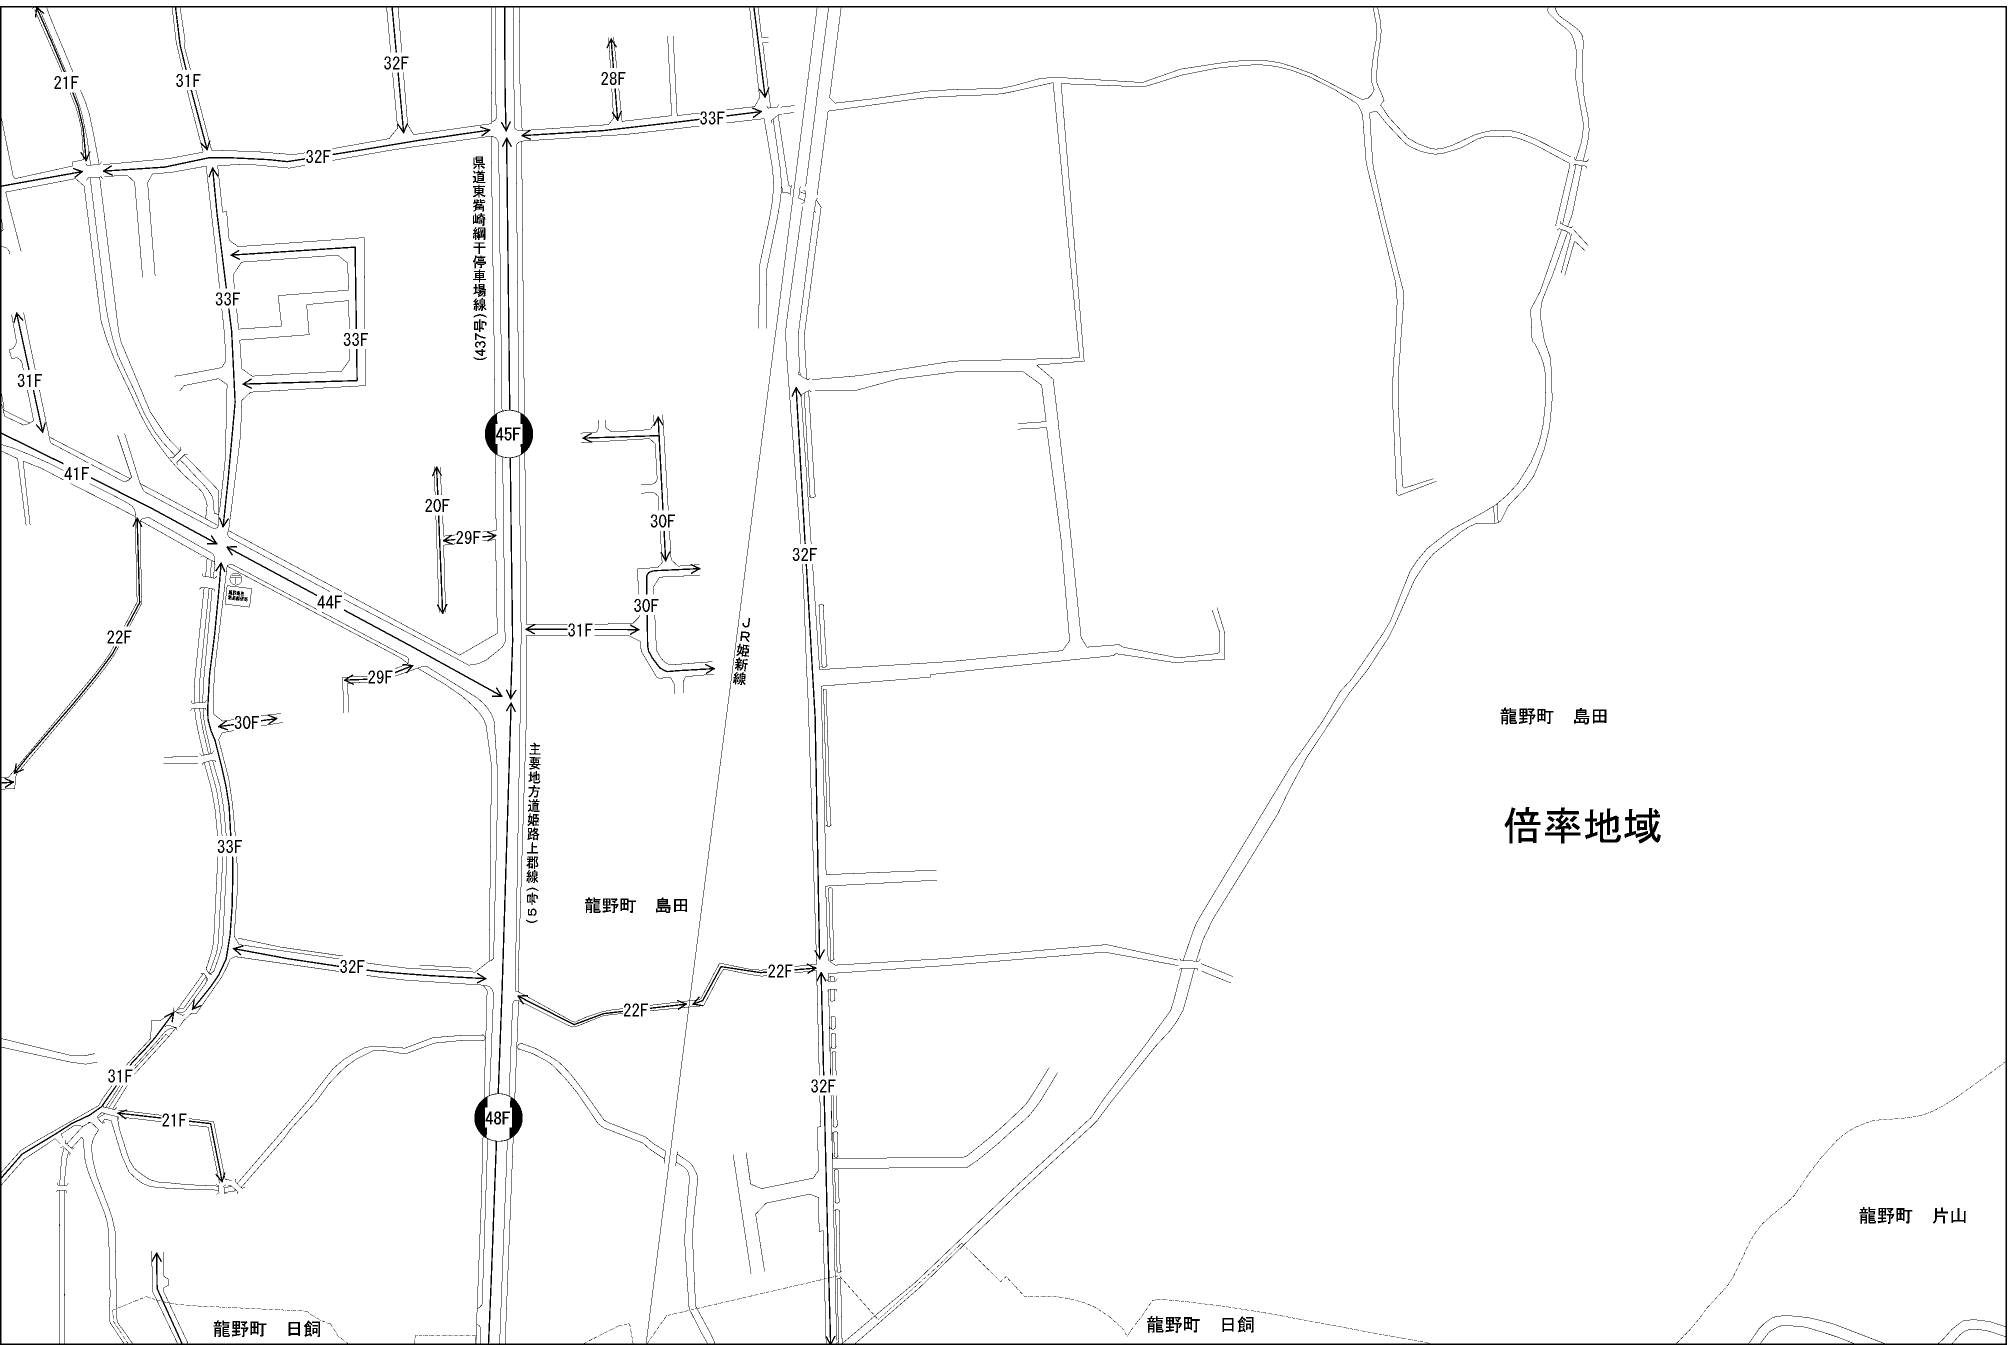 21F
31F
32F
28F
33F
32F
県道東觜崎網干停車場線(437号)
33F
33F
31F
45F
41F
20F
30F
29F
32F
44F
30F
31F
22F
JR姫新線
29F
30F
龍野町 島田
主要地方道姫路上郡線(5号)
倍率地域
33F
龍野町 島田
32F
22F
22F
31F
32F
21F
48F
龍野町 片山
龍野町 日飼
龍野町 日飼